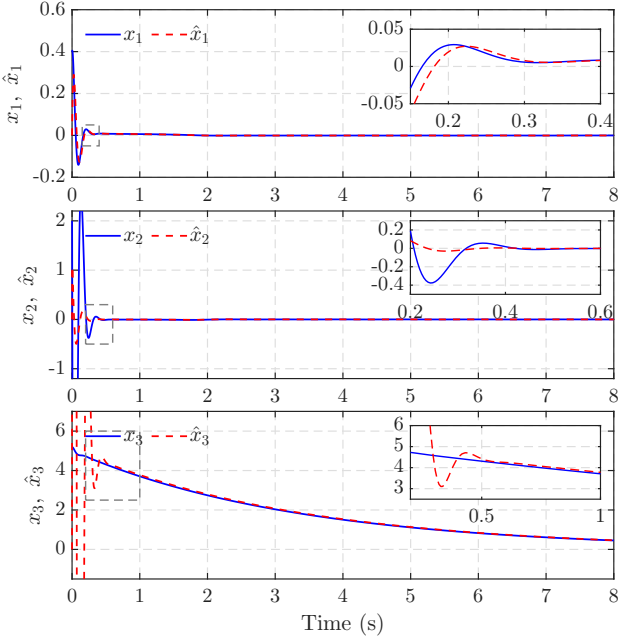 0.6
0.4
0.2
0
-0.2
x₁, x̂₁
x₁ x̂₁
0.05
0
-0.05
0.2 0.3 0.4
0 1 2 3 4 5 6 7 8
2
1
0
-1
x₂, x̂₂
x₂ x̂₂
0.2
0
-0.2
-0.4
0.2 0.4 0.6
0 1 2 3 4 5 6 7 8
6
4
2
0
x₃, x̂₃
x₃ x̂₃
6
5
4
3
0.5 1
0 1 2 3 4 5 6 7 8
Time (s)